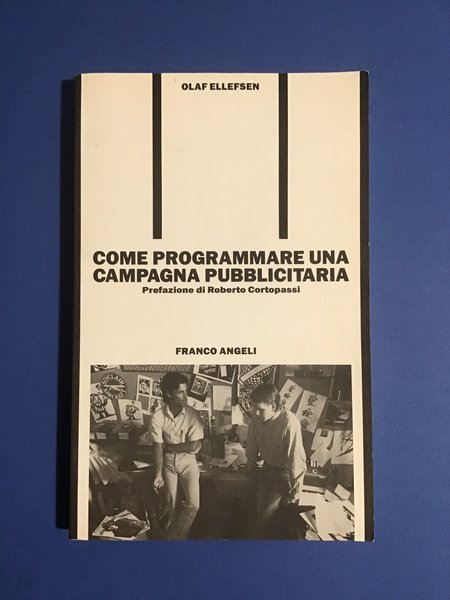 OLAF ELLEFSEN
COME PROGRAMMARE UNA
CAMPAGNA PUBBLICITARIA
Prefazione di Roberto Cortopassi
FRANCO ANGELI